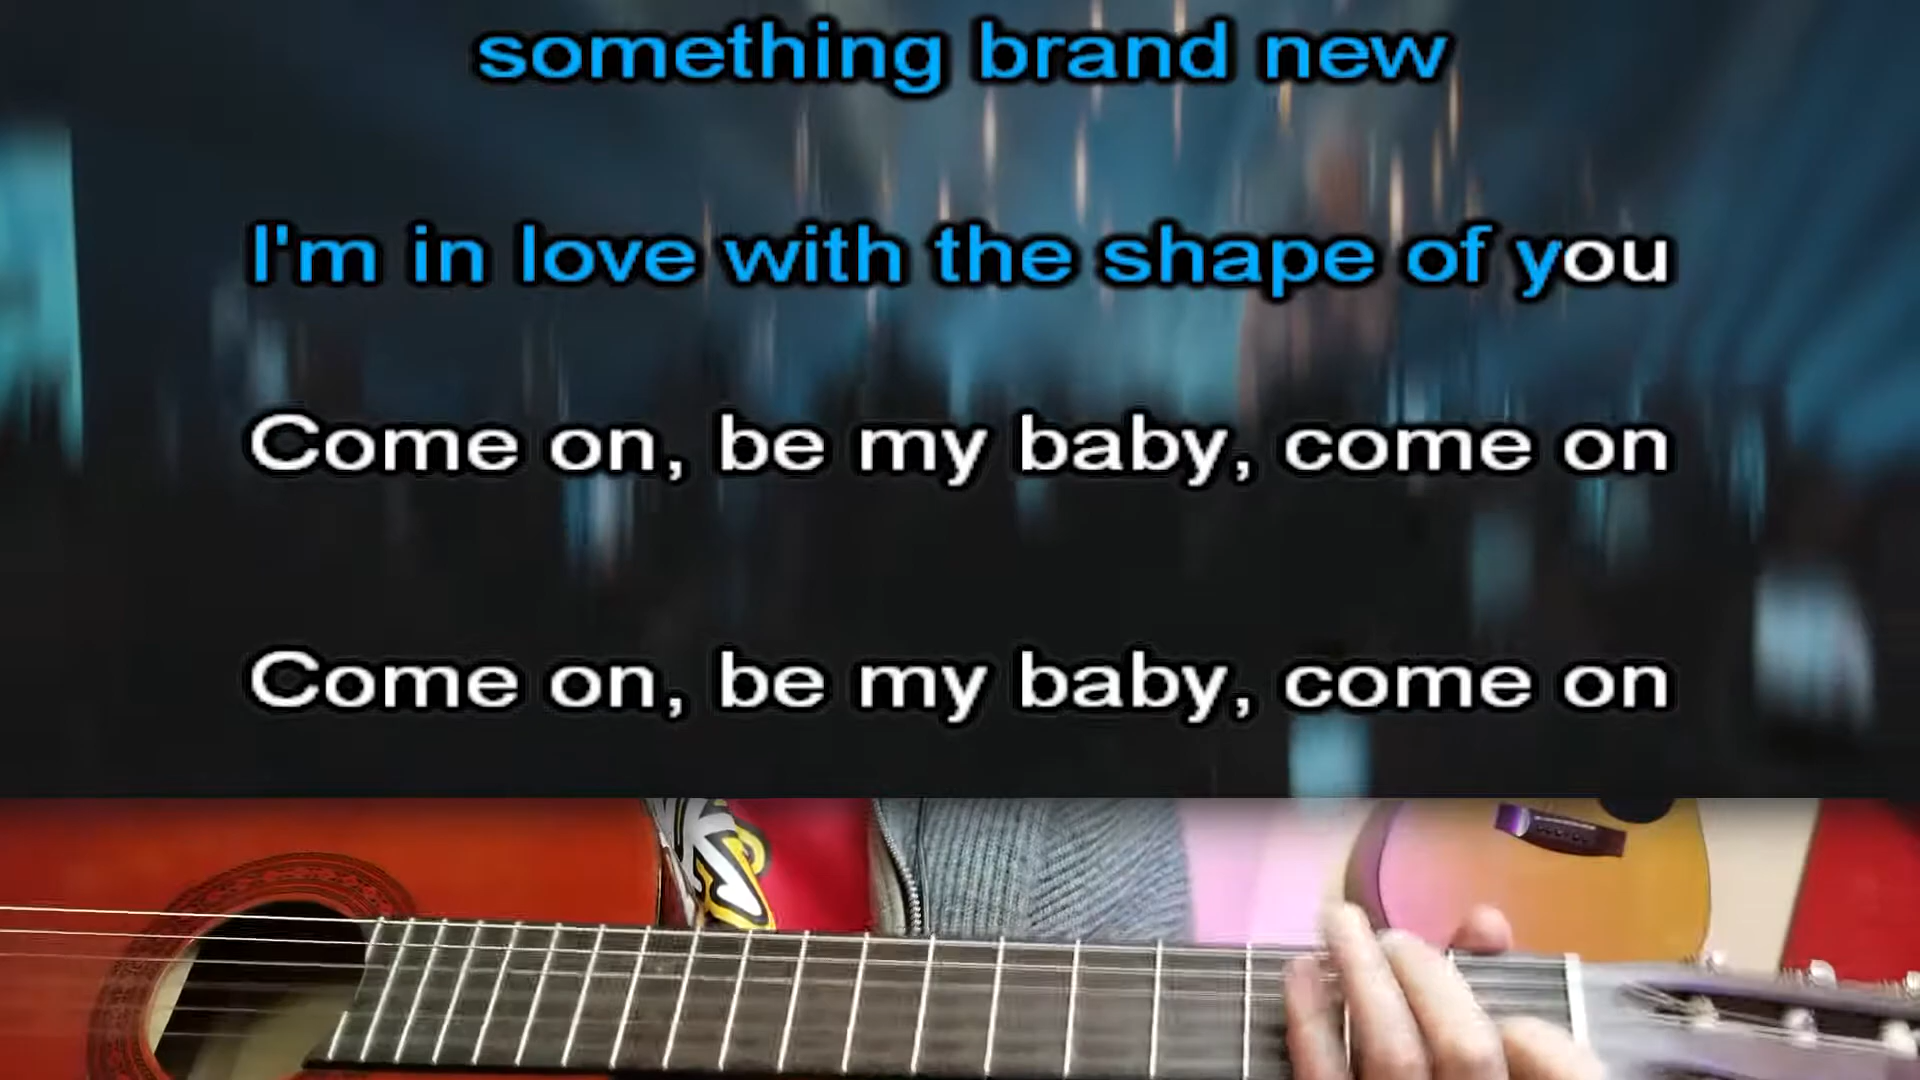 something brand new
I'm in love with the shape of you
Come on, be my baby, come on
Come on, be my baby, come on